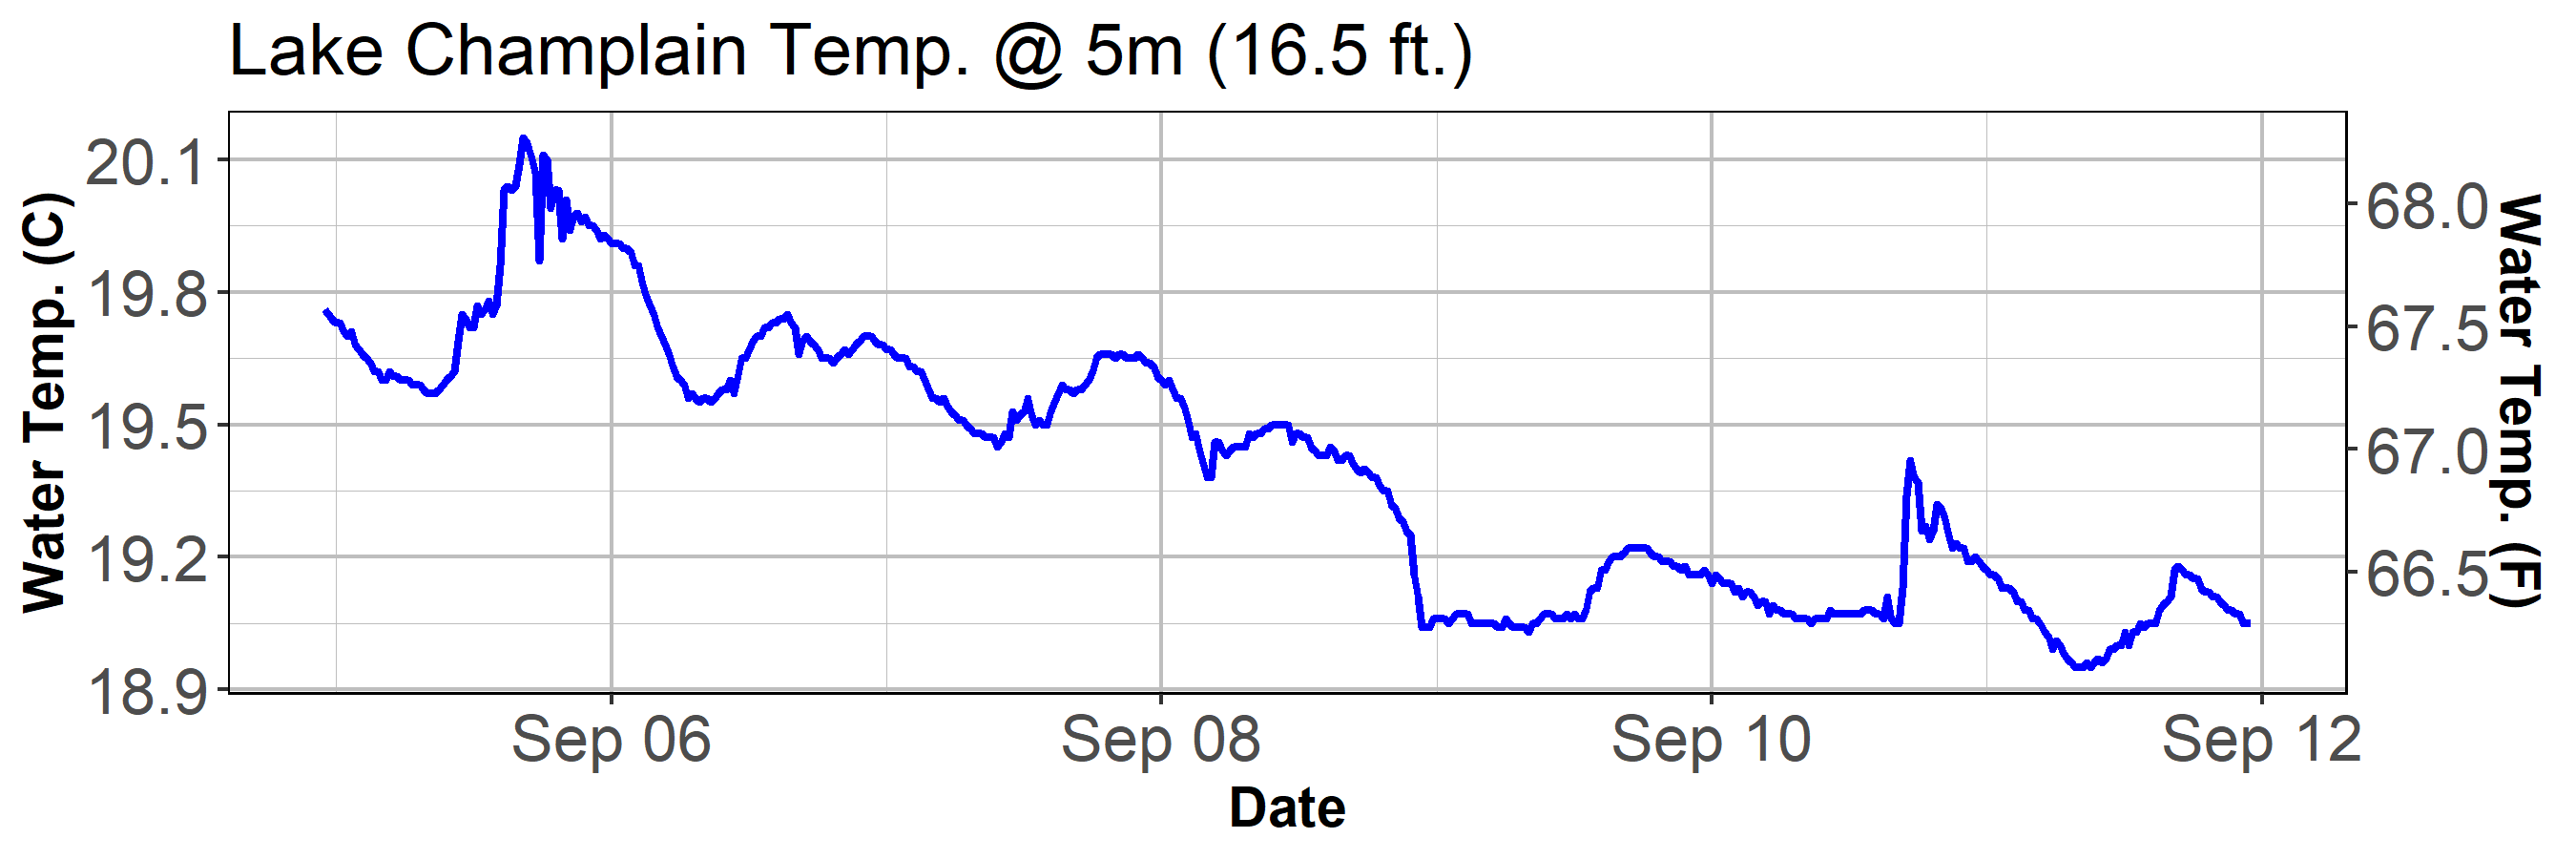 Lake Champlain Temp. @ 5m (16.5 ft.)
Water Temp. (C)
20.1
19.8
19.5
19.2
18.9
68.0
67.5
67.0
66.5
Water Temp. (F)
Sep 06
Sep 08
Sep 10
Sep 12
Date